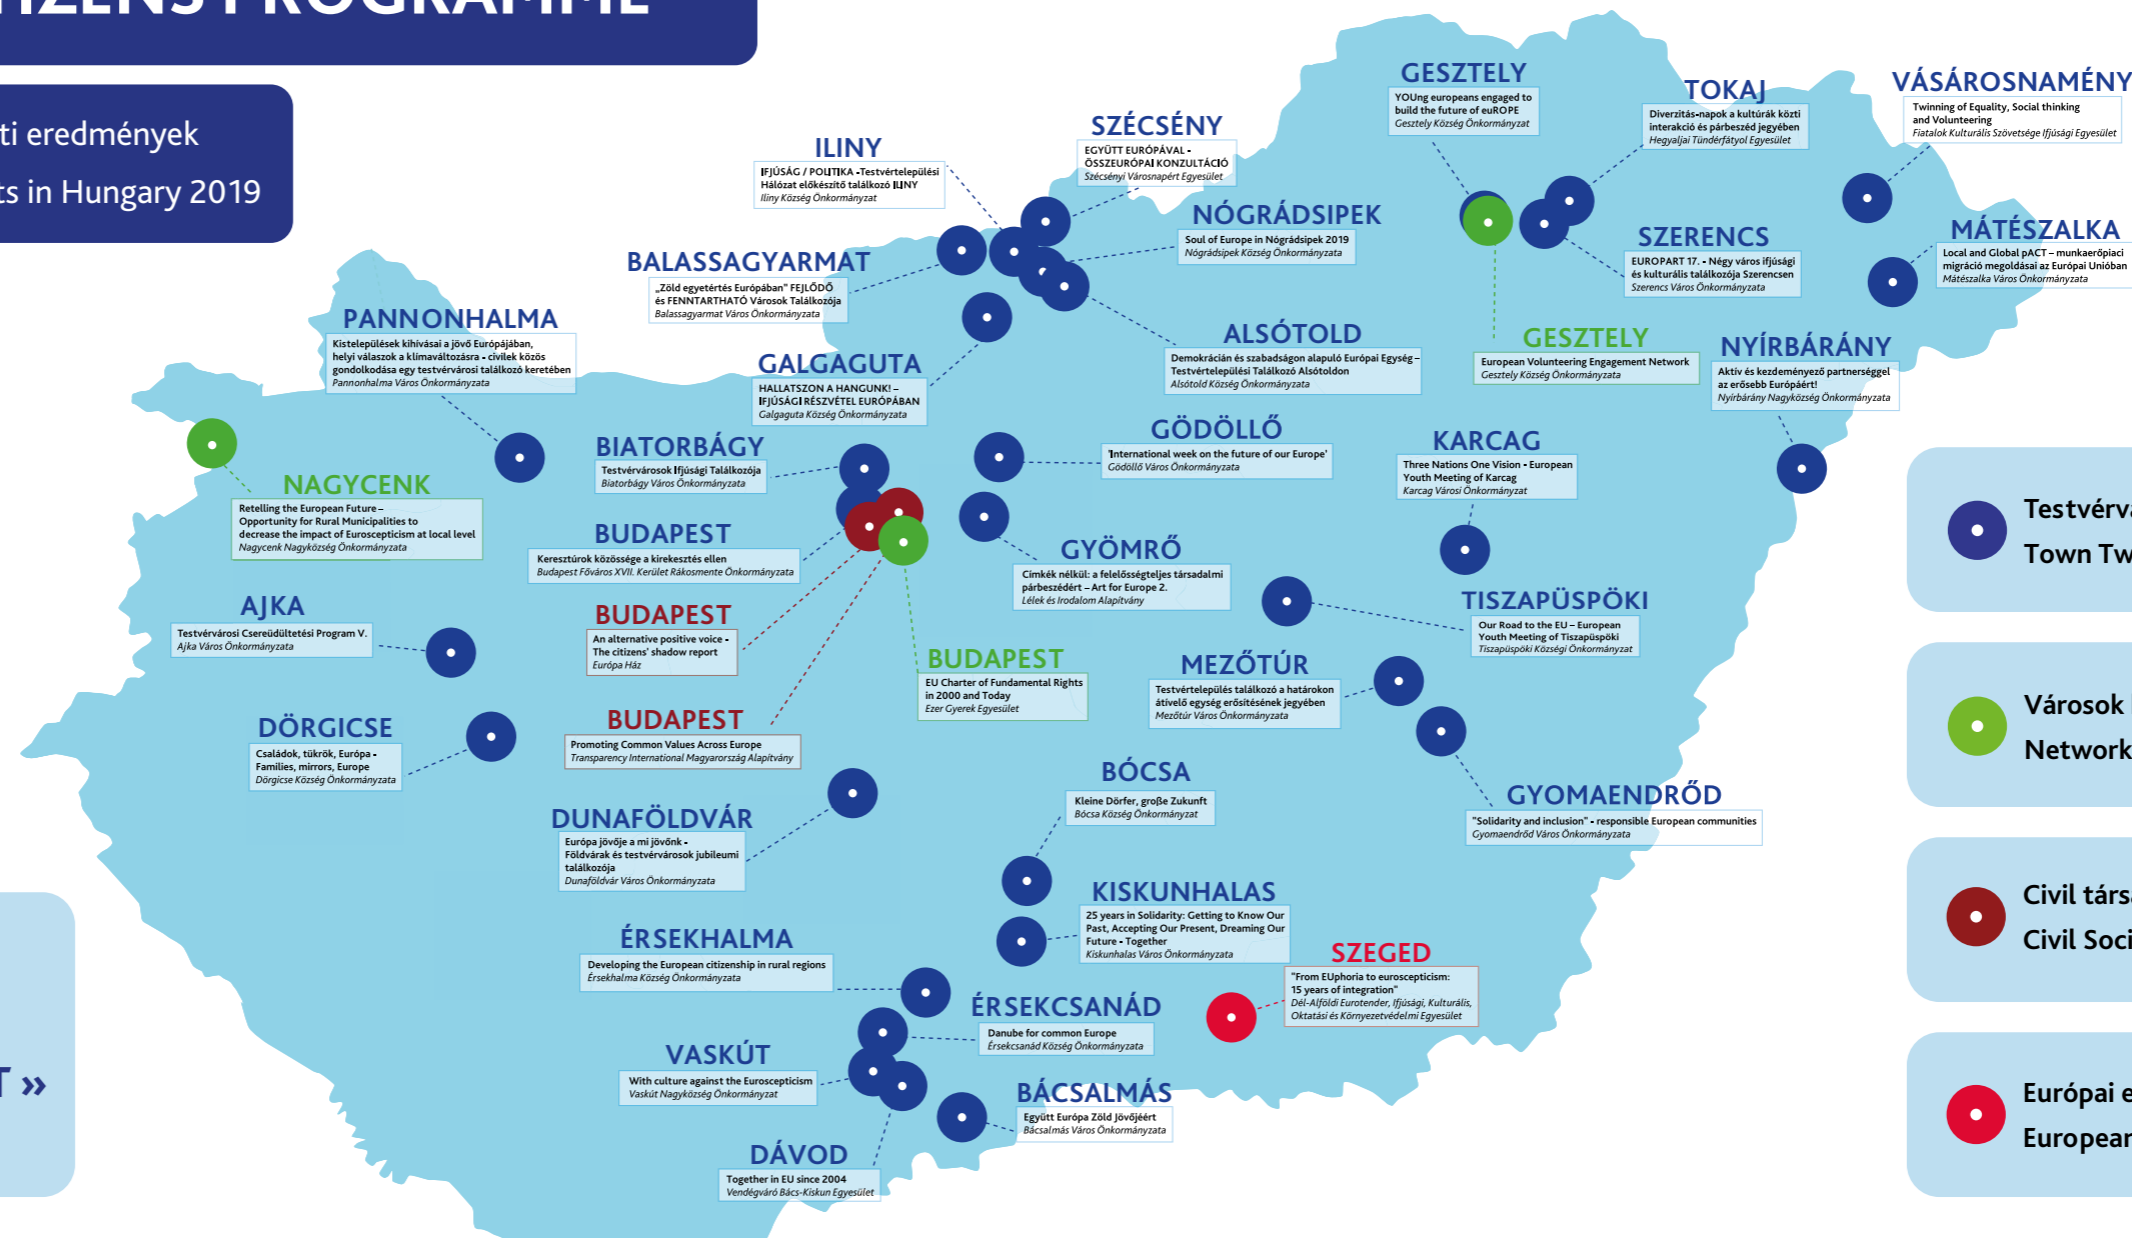 TIZENS PROGRAMME
ti eredmények
ts in Hungary 2019
GESZTELY
YOUng europeans engaged to
build the future of euROPE
Gesztely Község Önkormányzat
TOKAJ
Diverzitás-napok a kultúrák közti
interakció és párbeszéd jegyében
Hegyaljai Tündérfátyol Egyesület
VÁSÁROSNAMÉNY
Twinning of Equality, Social thinking
and Volunteering
Fiatalok Kulturális Szövetsége Ifjúsági Egyesület
SZÉCSÉNY
EGYÜTT EURÓPÁVAL -
ÖSSZEURÓPAI KONZULTÁCIÓ
Szécsényi Városnapért Egyesület
ILINY
IFJÚSÁG / POLITIKA -Testvértelepülési
Hálózat előkészítő találkozó ILINY
Iliny Község Önkormányzat
NÓGRÁDSIPEK
Soul of Europe in Nógrádsipek 2019
Nógrádsipek Község Önkormányzata
SZERENCS
EUROPART 17. - Négy város ifjúsági
és kulturális találkozója Szerencsen
Szerencs Város Önkormányzata
MÁTÉSZALKA
Local and Global pACT – munkaerőpiaci
migráció megoldásai az Európai Unióban
Mátészalka Város Önkormányzata
BALASSAGYARMAT
„Zöld egyetértés Európában" FEJLŐDŐ
és FENNTARTHATÓ Városok Találkozója
Balassagyarmat Város Önkormányzata
PANNONHALMA
Kistelepülések kihívásai a jövő Európájában,
helyi válaszok a klímaváltozásra - civilek közös
gondolkodása egy testvérvárosi találkozó keretében
Pannonhalma Város Önkormányzata
GALGAGUTA
HALLATSZON A HANGUNK! –
IFJÚSÁGI RÉSZVÉTEL EURÓPÁBAN
Galgaguta Község Önkormányzata
ALSÓTOLD
Demokrácián és szabadságon alapuló Európai Egység –
Testvértelepülési Találkozó Alsótoldon
Alsótold Község Önkormányzata
GESZTELY
European Volunteering Engagement Network
Gesztely Község Önkormányzata
NYÍRBÁRÁNY
Aktív és kezdeményező partnerséggel
az erősebb Európáért!
Nyírbárány Nagyközség Önkormányzata
BIATORBÁGY
Testvérvárosok Ifjúsági Találkozója
Biatorbágy Város Önkormányzata
GÖDÖLLŐ
'International week on the future of our Europe'
Gödöllő Város Önkormányzata
KARCAG
Three Nations One Vision - European
Youth Meeting of Karcag
Karcag Városi Önkormányzat
NAGYCENK
Retelling the European Future –
Opportunity for Rural Municipalities to
decrease the impact of Euroscepticism at local level
Nagycenk Nagyközség Önkormányzata
BUDAPEST
Keresztúrok közössége a kirekesztés ellen
Budapest Főváros XVII. Kerület Rákosmente Önkormányzata
GYÖMRŐ
Címkék nélkül: a felelősségteljes társadalmi
párbeszédért – Art for Europe 2.
Lélek és Irodalom Alapítvány
AJKA
Testvérvárosi Csereüdültetési Program V.
Ajka Város Önkormányzata
BUDAPEST
An alternative positive voice -
The citizens' shadow report
Európa Ház
TISZAPÜSPÖKI
Our Road to the EU – European
Youth Meeting of Tiszapüspöki
Tiszapüspöki Községi Önkormányzat
BUDAPEST
EU Charter of Fundamental Rights
in 2000 and Today
Ezer Gyerek Egyesület
MEZŐTÚR
Testvértelepülés találkozó a határokon
átívelő egység erősítésének jegyében
Mezőtúr Város Önkormányzata
DÖRGICSE
Családok, tükrök, Európa -
Families, mirrors, Europe
Dörgicse Község Önkormányzata
BUDAPEST
Promoting Common Values Across Europe
Transparency International Magyarország Alapítvány
BÓCSA
Kleine Dörfer, große Zukunft
Bócsa Község Önkormányzat
GYOMAENDRŐD
"Solidarity and inclusion" - responsible European communities
Gyomaendrőd Város Önkormányzata
DUNAFÖLDVÁR
Európa jövője a mi jövőnk -
Földvárak és testvérvárosok jubileumi
találkozója
Dunaföldvár Város Önkormányzata
KISKUNHALAS
25 years in Solidarity: Getting to Know Our
Past, Accepting Our Present, Dreaming Our
Future - Together
Kiskunhalas Város Önkormányzata
ÉRSEKHALMA
Developing the European citizenship in rural regions
Érsekhalma Község Önkormányzata
SZEGED
"From EUphoria to euroscepticism:
15 years of integration"
Dél-Alföldi Eurotender, Ifjúsági, Kulturális,
Oktatási és Környezetvédelmi Egyesület
ÉRSEKCSANÁD
Danube for common Europe
Érsekcsanád Község Önkormányzata
VASKÚT
With culture against the Euroscepticism
Vaskút Nagyközség Önkormányzat
BÁCSALMÁS
Együtt Európa Zöld Jövőjéért
Bácsalmás Város Önkormányzata
DÁVOD
Together in EU since 2004
Vendégváró Bács-Kiskun Egyesület
T »
Testvérvá
Town Tw
Városok
Network
Civil társa
Civil Soci
Európai e
European